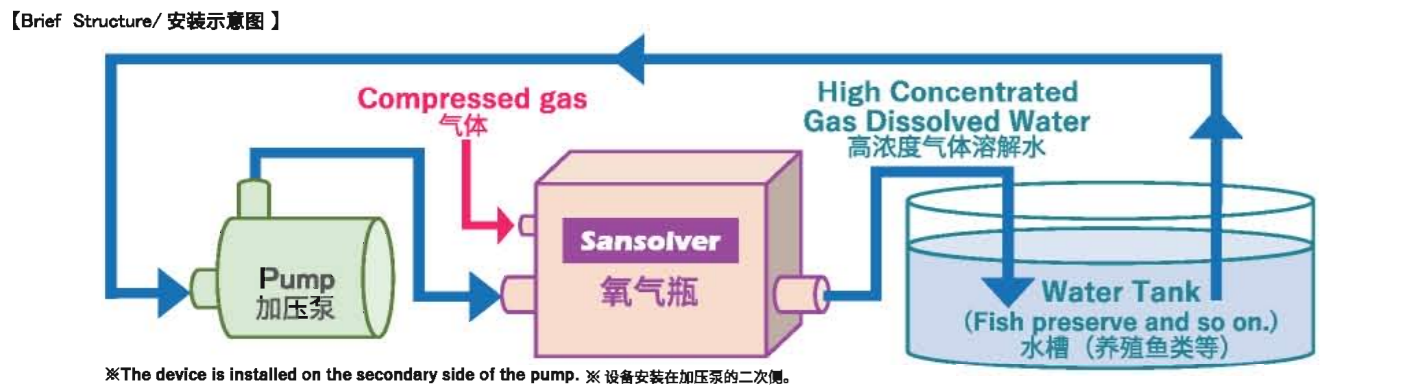 【Brief Structure/ 安装示意图 】
Compressed gas
气体
High Concentrated
Gas Dissolved Water
高浓度气体溶解水
Pump
加压泵
Sansolver
氧气瓶
Water Tank
(Fish preserve and so on.)
水槽（养殖鱼类等）
※The device is installed on the secondary side of the pump. ※ 设备安装在加压泵的二次侧。